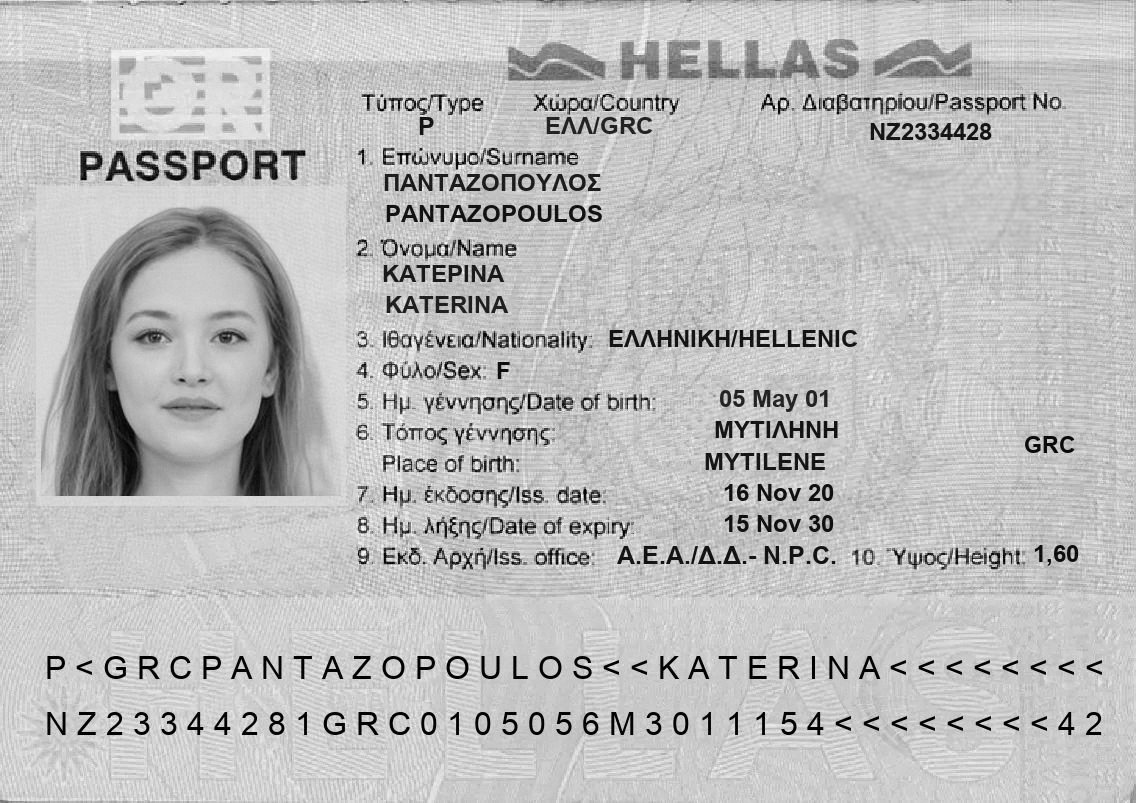 GR
HELLAS
PASSPORT
Τύπος/Type Χώρα/Country Αρ. Διαβατηρίου/Passport No.
P ΕΛΛ/GRC NZ2334428
1. Επώνυμο/Surname
ΠΑΝΤΑΖΟΠΟΥΛΟΣ
PANTAZOPOULOS
2. Όνομα/Name
ΚΑΤΕΡΙΝΑ
KATERINA
3. Ιθαγένεια/Nationality: ΕΛΛΗΝΙΚΗ/HELLENIC
4. Φύλο/Sex: F
5. Ημ. γέννησης/Date of birth: 05 May 01
6. Τόπος γέννησης: ΜΥΤΙΛΗΝΗ
Place of birth: MYTILENE GRC
7. Ημ. έκδοσης/Iss. date: 16 Nov 20
8. Ημ. λήξης/Date of expiry: 15 Nov 30
9 Εκδ. Αρχή/Iss. office: Α.Ε.Α./Δ.Δ.- N.P.C. 10. Ύψος/Height: 1,60
HELLAS
P<GRCPANTAZOPOULOS<<KATERINA<<<<<<<<
NZ23344281GRC0105056M3011154<<<<<<<<42